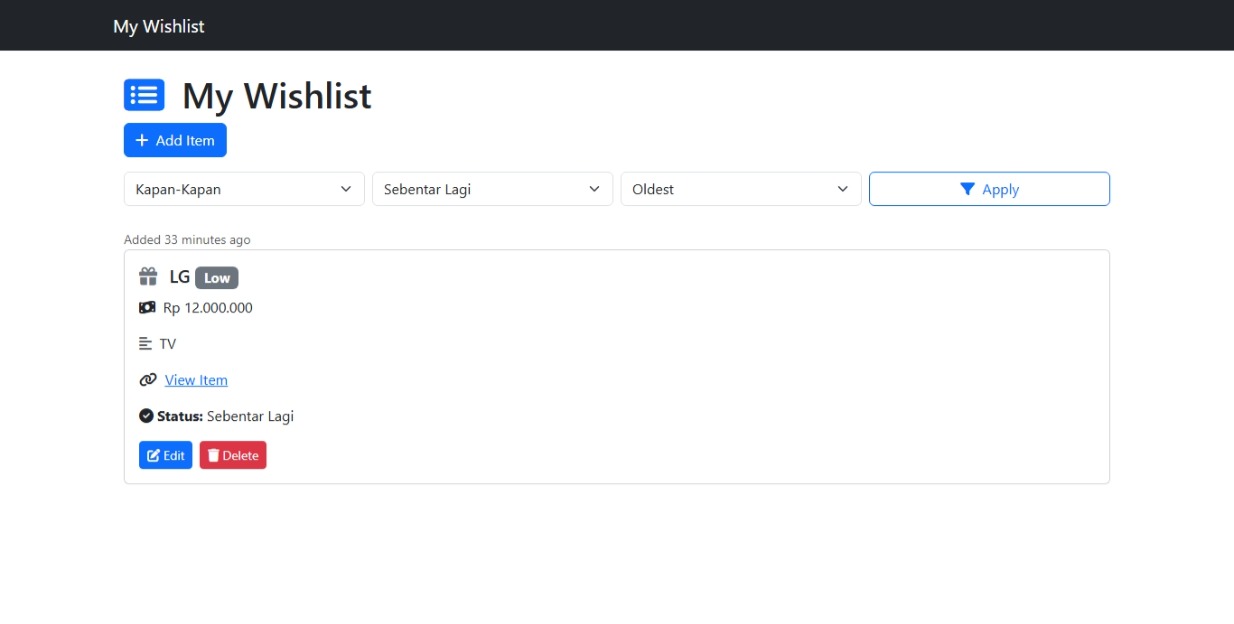 My Wishlist
My Wishlist
Add Item
Kapan-Kapan Sebentar Lagi Oldest Apply
Added 33 minutes ago
LG Low
Rp 12.000.000
TV
View Item
Status: Sebentar Lagi
Edit Delete